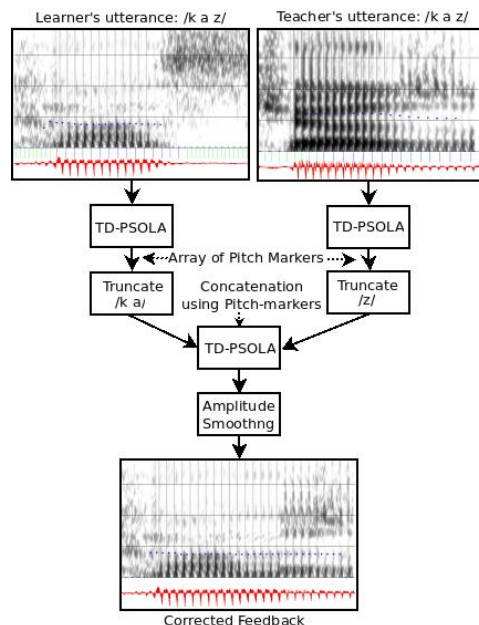 Learner's utterance: /k a z/
Teacher's utterance: /k a z/
TD-PSOLA
TD-PSOLA
Array of Pitch Markers
Truncate
/k a/
Concatenation
using Pitch-markers
Truncate
/z/
TD-PSOLA
Amplitude
Smoothng
Corrected Feedback